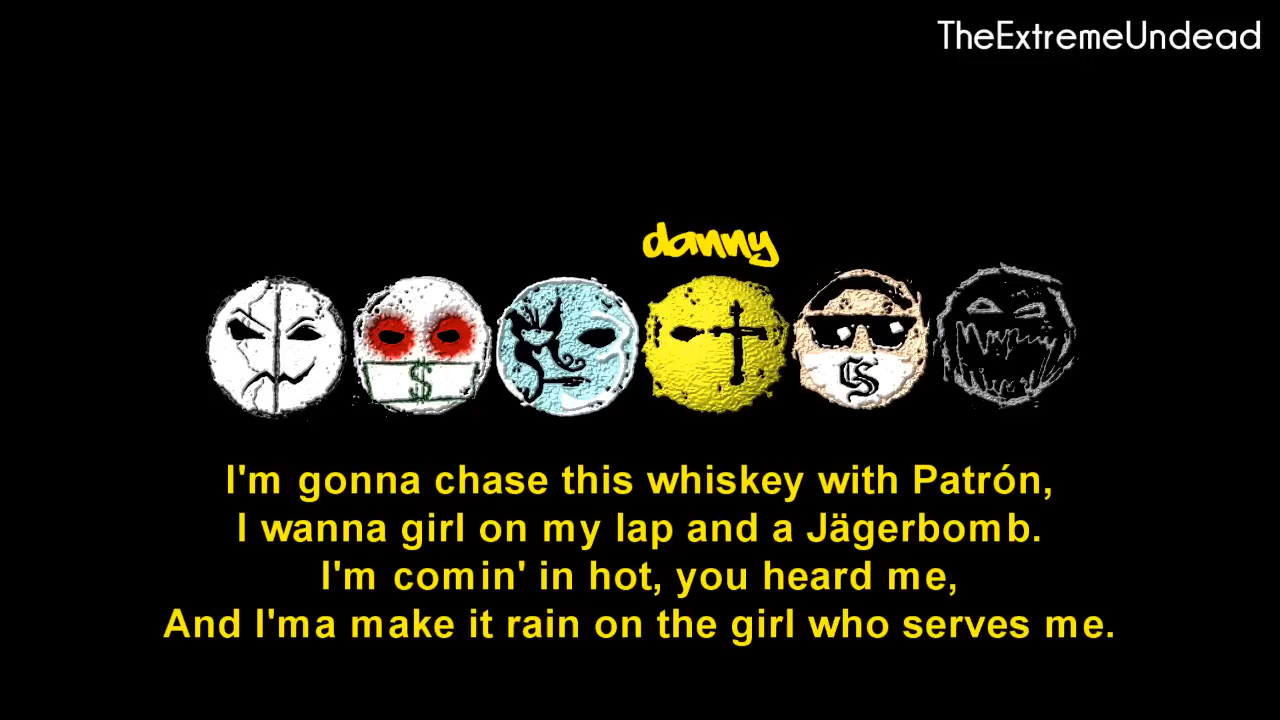 TheExtremeUndead
danny
$
S
I'm gonna chase this whiskey with Patrón,
I wanna girl on my lap and a Jägerbomb.
I'm comin' in hot, you heard me,
And I'ma make it rain on the girl who serves me.